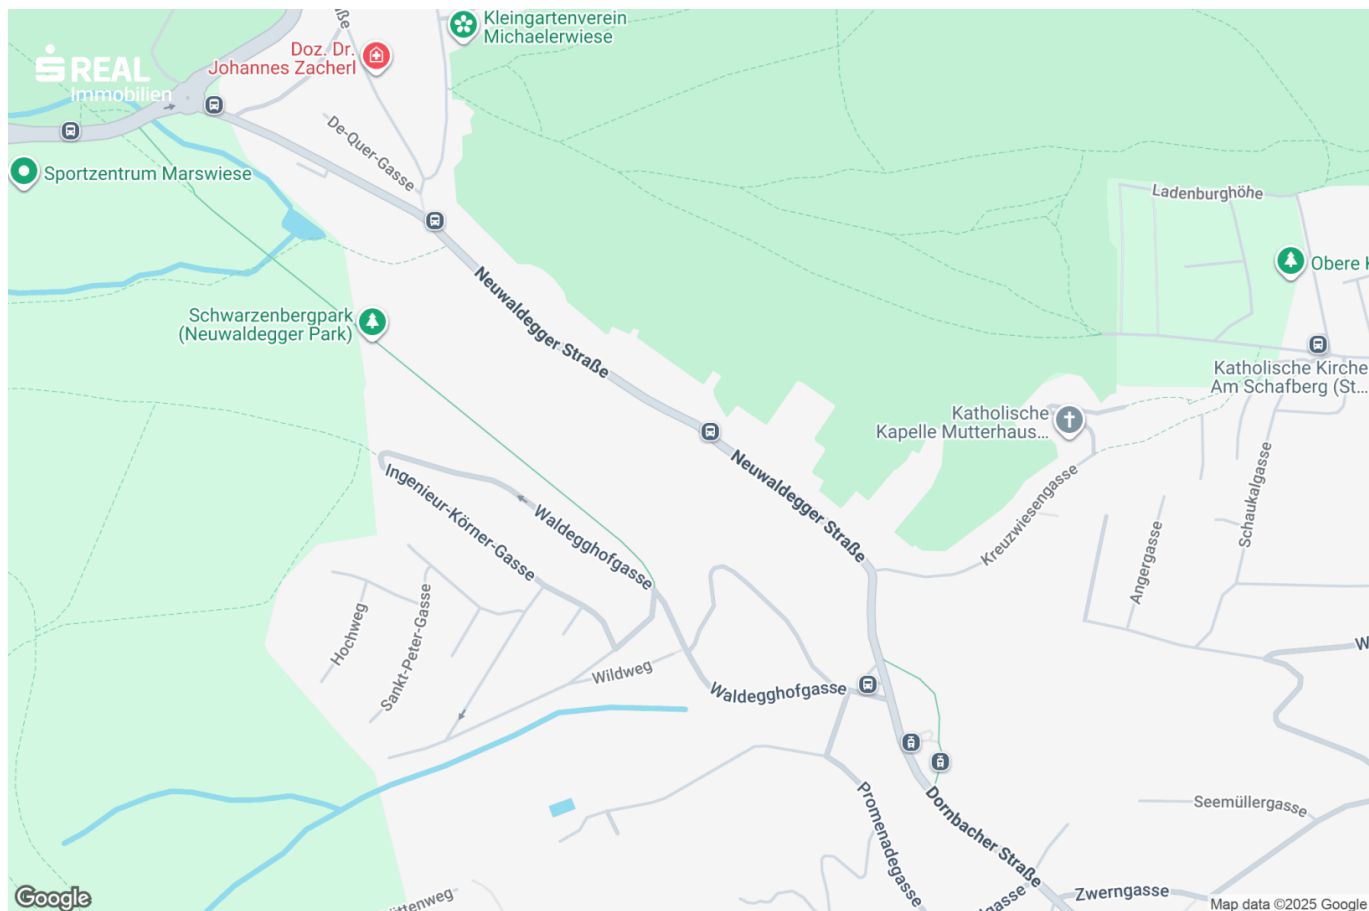 Kleingartenverein
Michaelerwiese
Doz. Dr.
Johannes Zacherl
REAL
Immobilien
De-Quer-Gasse
Sportzentrum Marswiese
Ladenburghöhe
Obere
Neuwaldegger Straße
Schwarzenbergpark
(Neuwaldegger Park)
Katholische Kirche
Am Schafberg (St...
Katholische
Kapelle Mutterhaus...
Neuwaldegger Straße
Schaukalgasse
Kreuzwiesengasse
Ingenieur-Körner-Gasse
Waldegghofgasse
Angergasse
Hochweg
Sankt-Peter-Gasse
Wildweg
Waldegghofgasse
Promenadegasse
Dornbacher Straße
Seemüllergasse
Zwerngasse
Google
Map data ©2025 Google